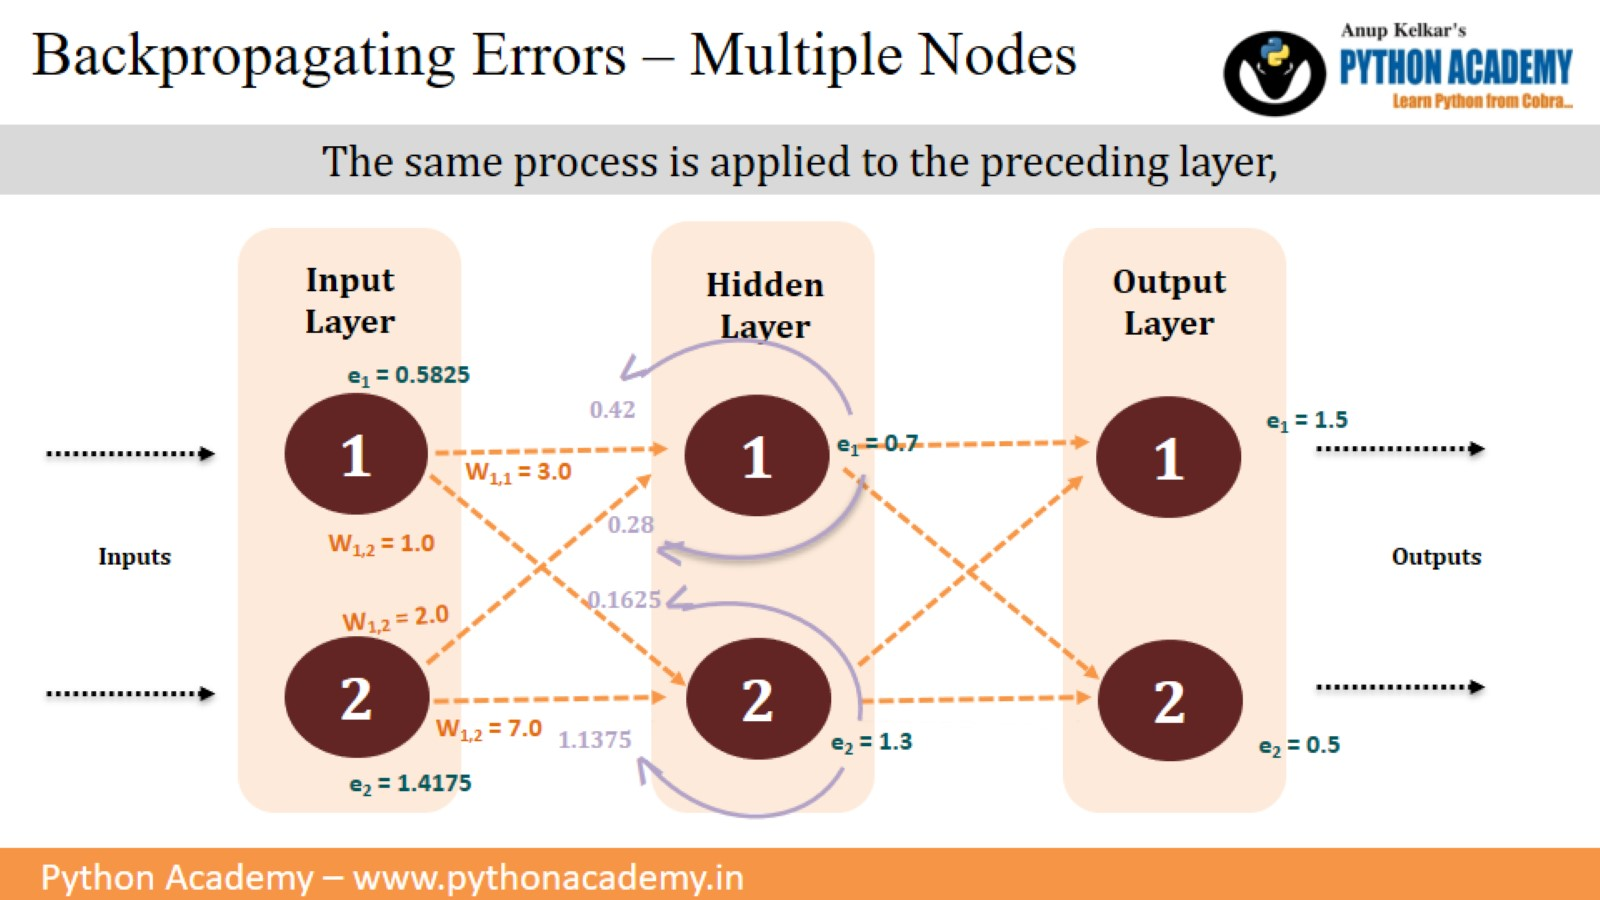 Backpropagating Errors – Multiple Nodes
Anup Kelkar's
PYTHON ACADEMY
Learn Python from Cobra...
The same process is applied to the preceding layer,
Input
Layer
Hidden
Layer
Output
Layer
e1 = 0.5825
0.42
1
1
1
W1,1 = 3.0
e1 = 0.7
e1 = 1.5
0.28
W1,2 = 1.0
Inputs
Outputs
0.1625
W1,2 = 2.0
2
2
2
W1,2 = 7.0
1.1375
e2 = 1.3
e2 = 0.5
e2 = 1.4175
Python Academy – www.pythonacademy.in